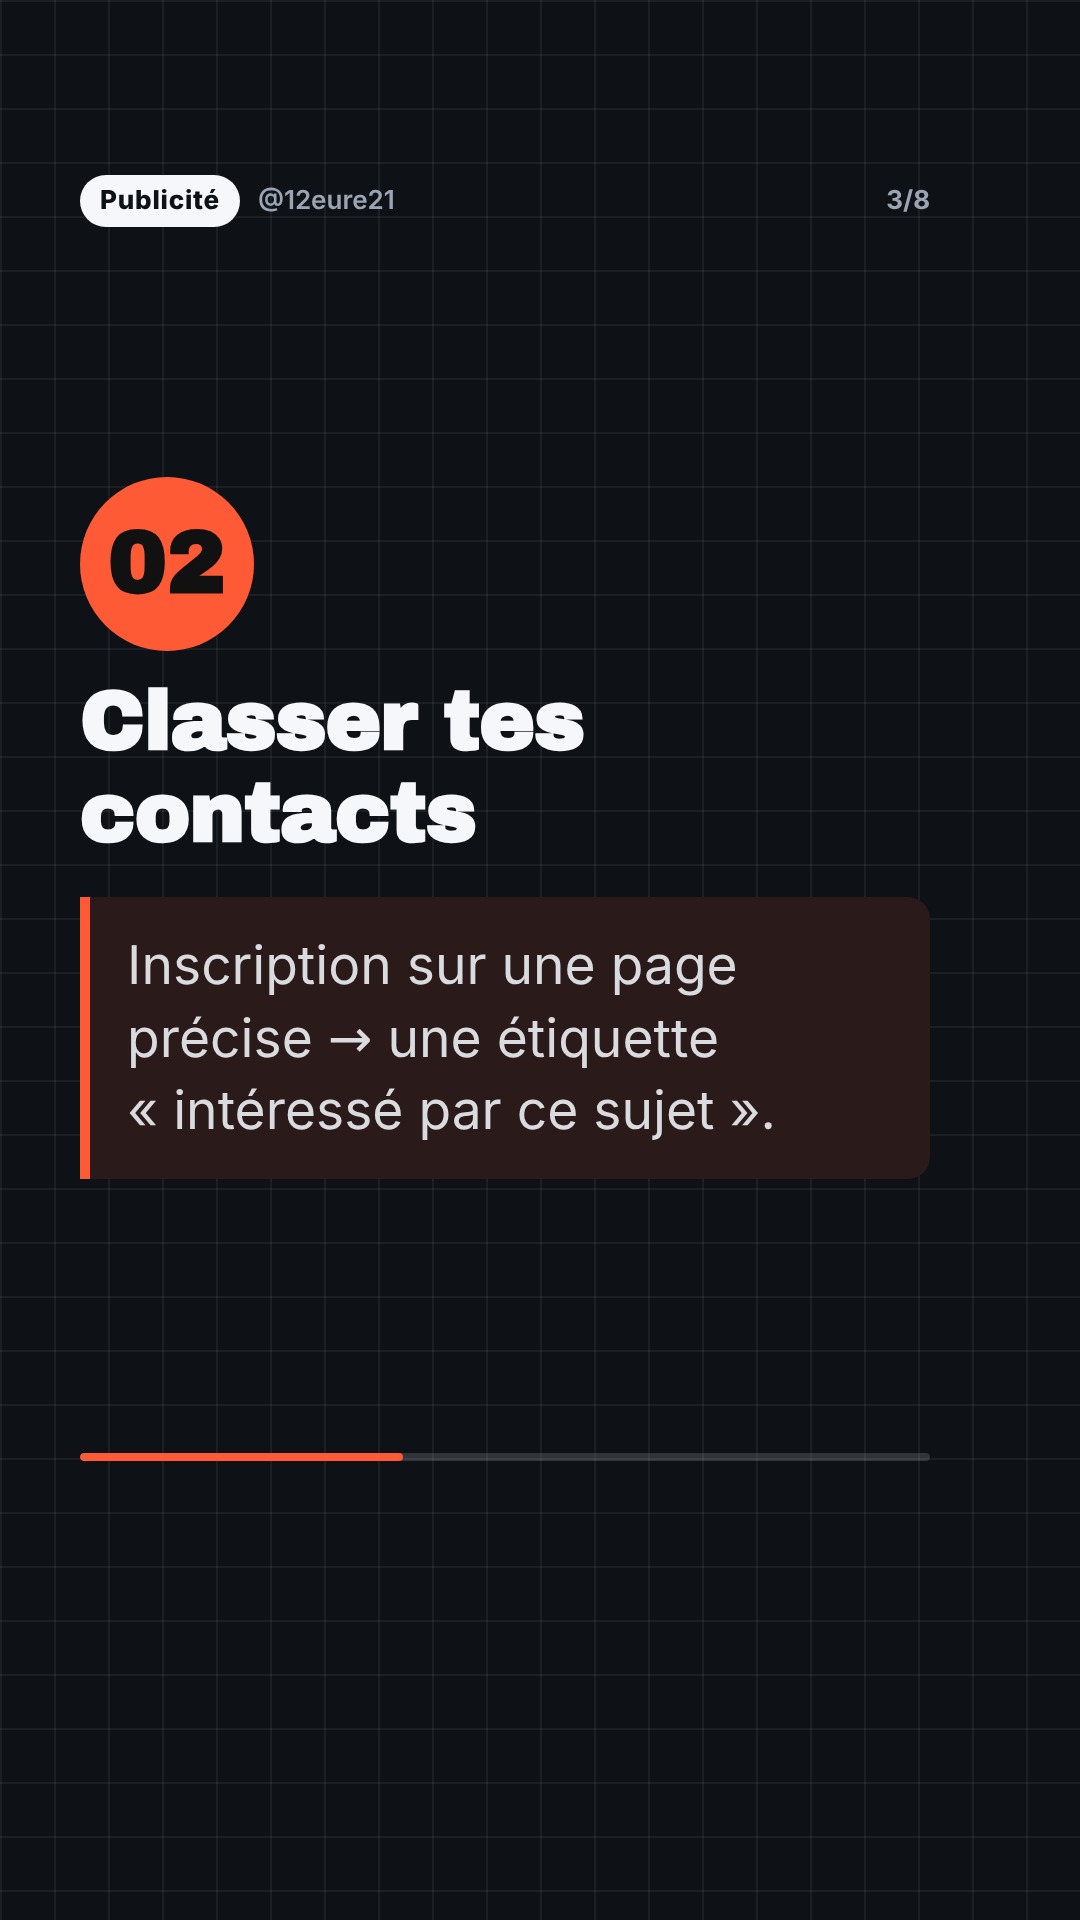 Publicité @12eure21 3/8
02
Classer tes
contacts
Inscription sur une page
précise → une étiquette
« intéressé par ce sujet ».